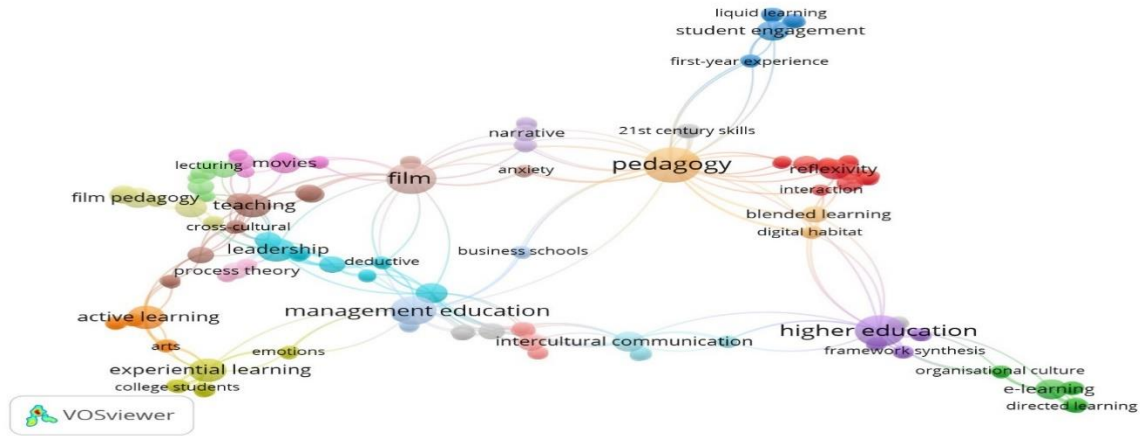 liquid learning
student engagement
first-year experience
narrative
21st century skills
lecturing
movies
pedagogy
film
anxiety
reflexivity
interaction
film pedagogy
teaching
blended learning
cross-cultural
digital habitat
leadership
business schools
process theory
deductive
management education
active learning
higher education
intercultural communication
arts
emotions
framework synthesis
experiential learning
organisational culture
college students
e-learning
directed learning
VOSviewer